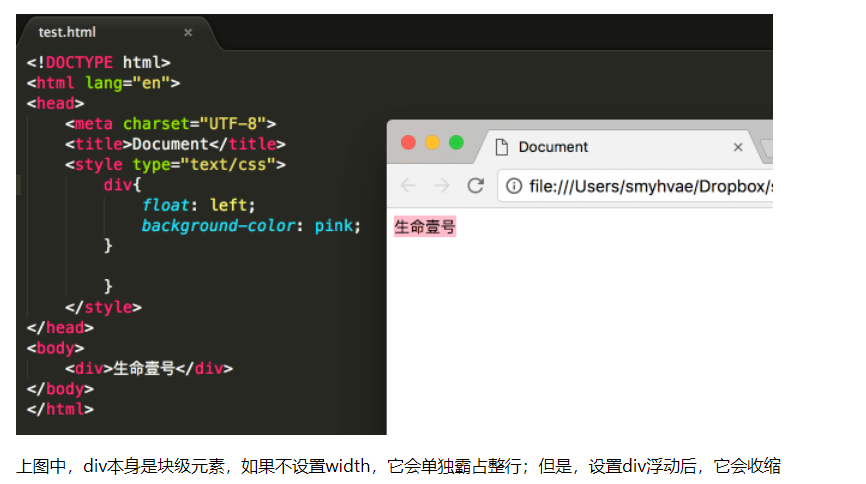 test.html ×
<!DOCTYPE html>
<html lang="en">
<head>
<meta charset="UTF-8">
<title>Document</title>
<style type="text/css">
div{
float: left;
background-color: pink;
}
}
</style>
</head>
<body>
<div>生命壹号</div>
</body>
</html>
Document ×
file:///Users/smyhvae/Dropbox/s
生命壹号
上图中，div本身是块级元素，如果不设置width，它会单独霸占整行；但是，设置div浮动后，它会收缩